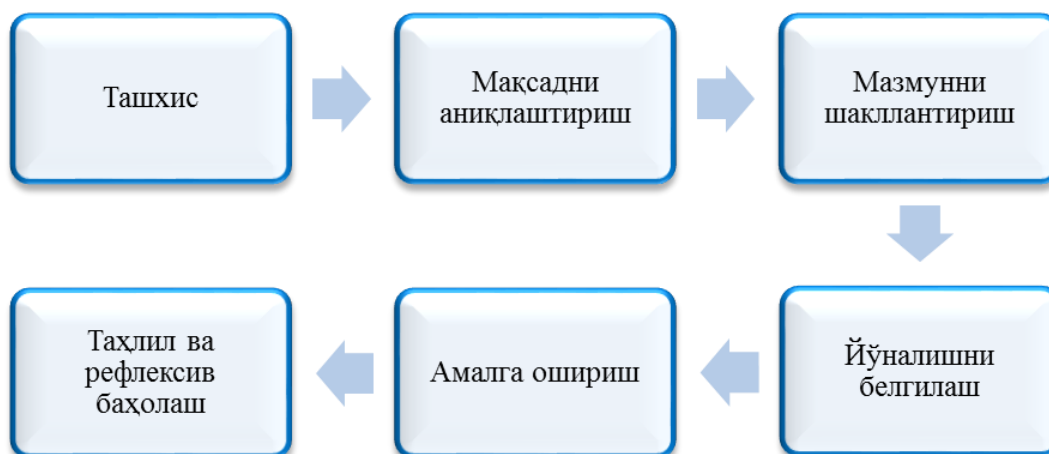 Ташхис
Мақсадни
аниқлаштириш
Мазмунни
шакллантириш
Йўналишни
белгилаш
Амалга ошириш
Таҳлил ва
рефлексив
баҳолаш